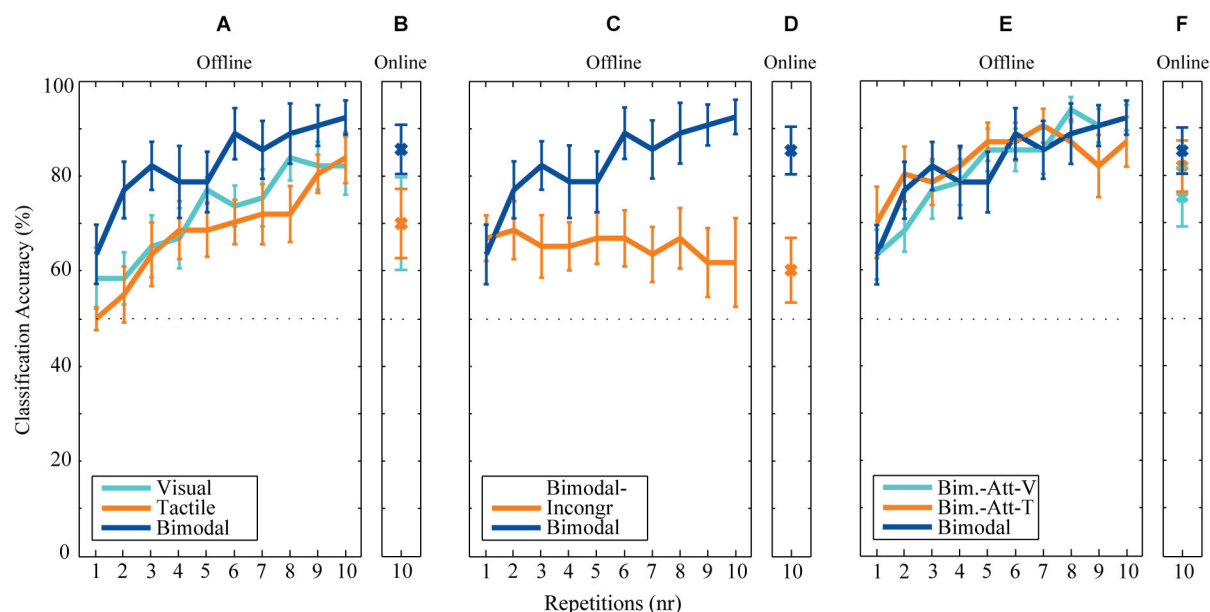 A B C D E F
Offline Online Offline Online Offline Online
100
80
60
40
20
0
Classification Accuracy (%)
Visual
Tactile
Bimodal
Bimodal-
Incongr
Bimodal
Bim.-Att-V
Bim.-Att-T
Bimodal
1 2 3 4 5 6 7 8 9 10 10 1 2 3 4 5 6 7 8 9 10 10 1 2 3 4 5 6 7 8 9 10 10
Repetitions (nr)